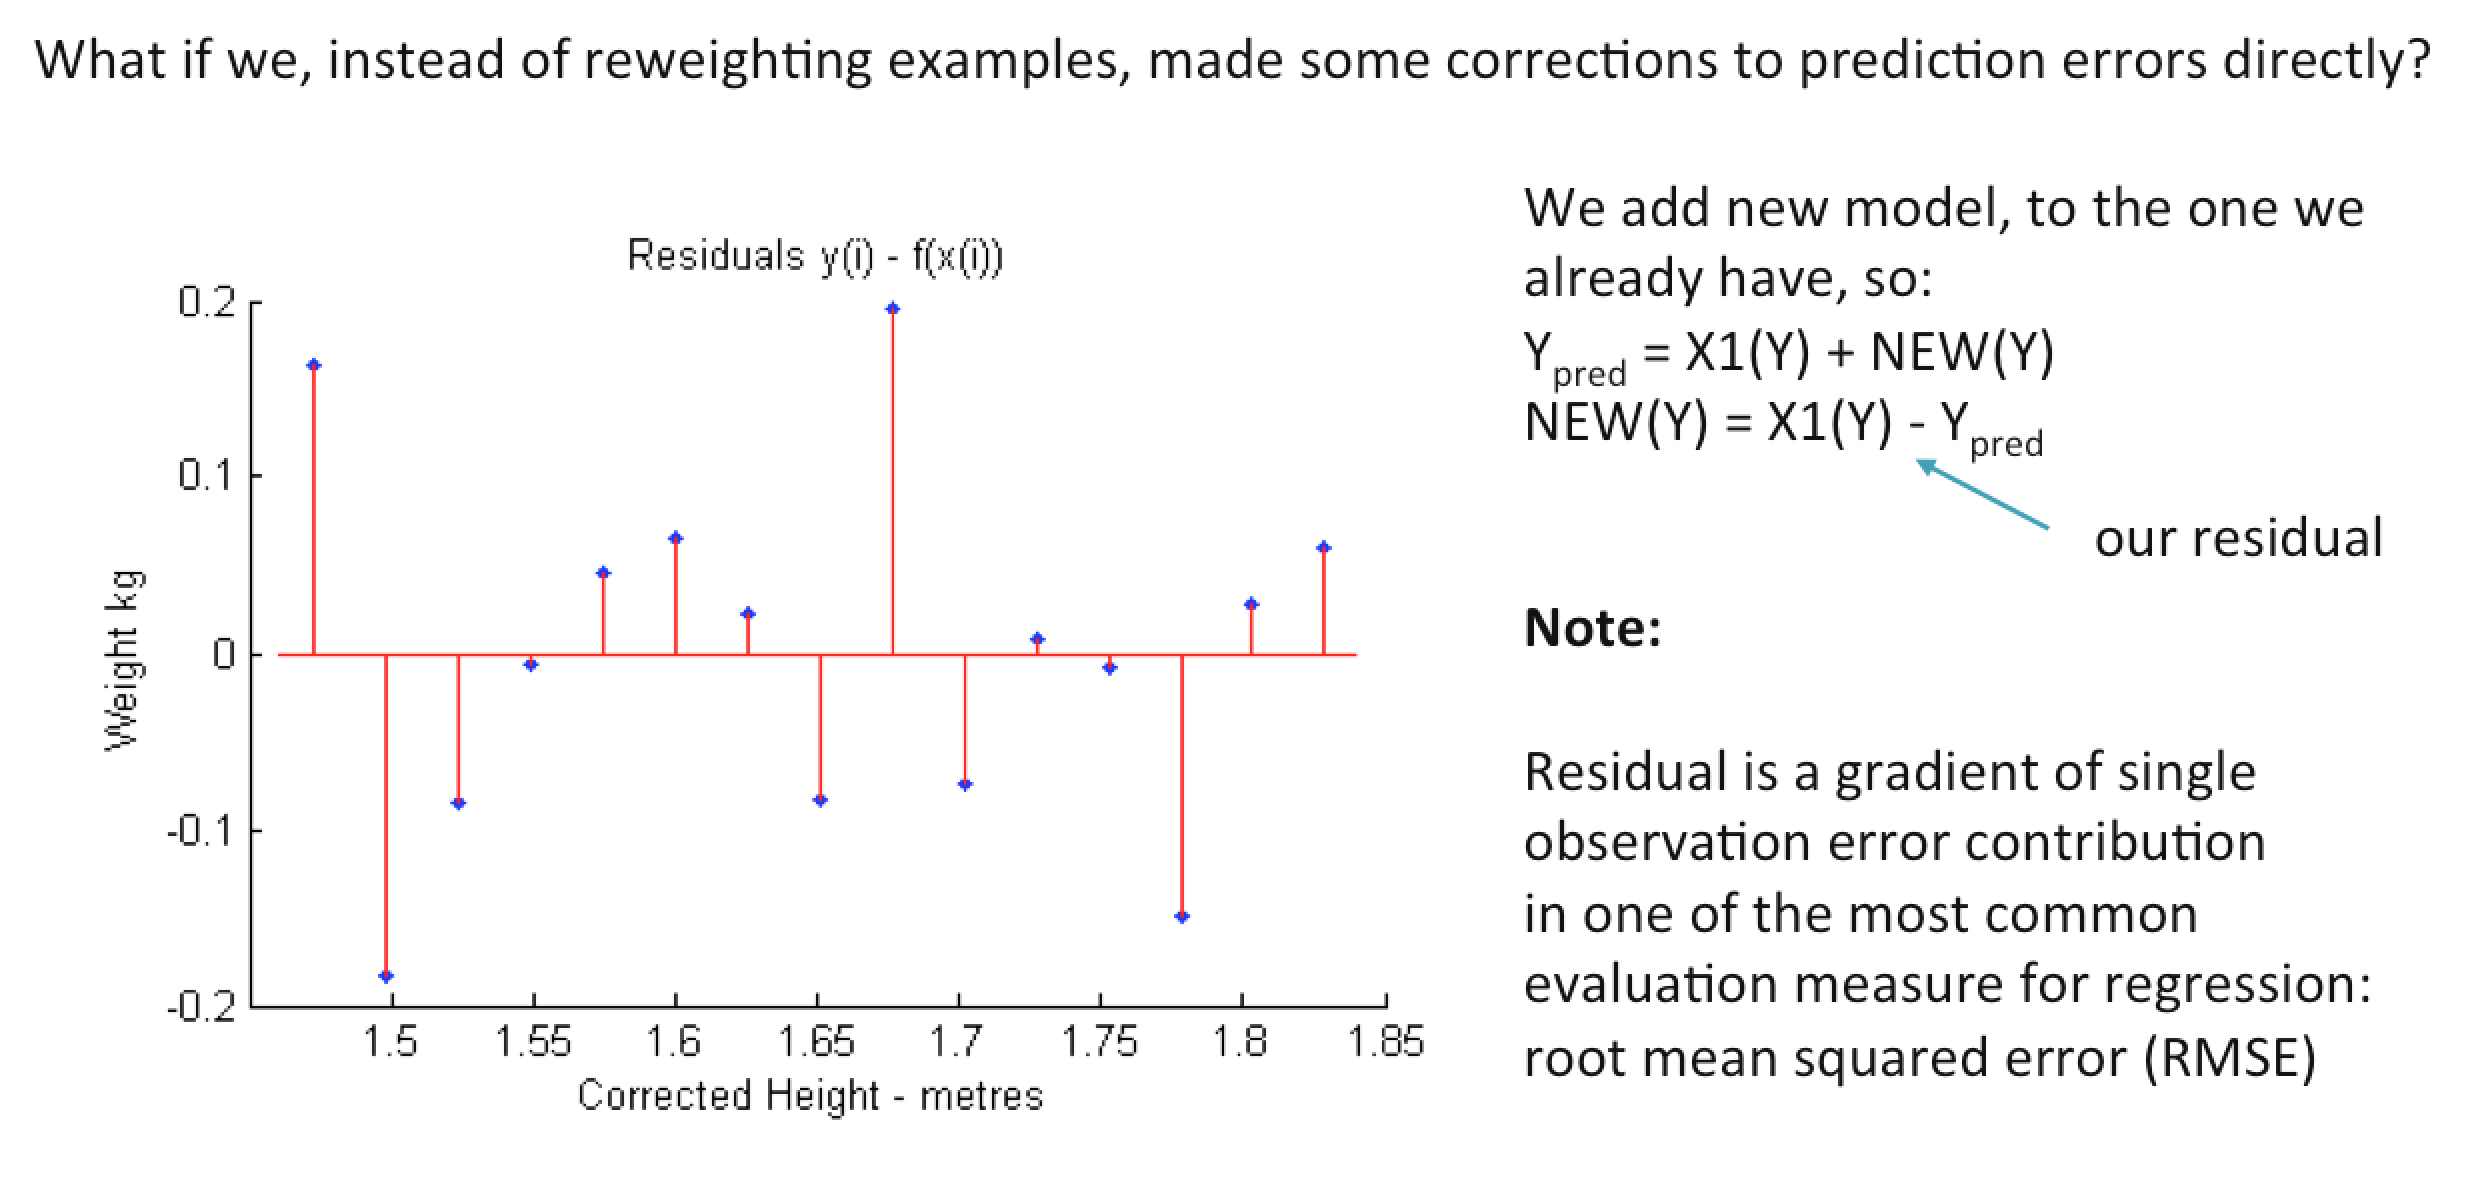 What if we, instead of reweighting examples, made some corrections to prediction errors directly?
Residuals y(i) - f(x(i))
0.2
0.1
0
-0.1
-0.2
Weight kg
1.5 1.55 1.6 1.65 1.7 1.75 1.8 1.85
Corrected Height - metres
We add new model, to the one we
already have, so:
Ypred = X1(Y) + NEW(Y)
NEW(Y) = X1(Y) - Ypred
our residual
Note:
Residual is a gradient of single
observation error contribution
in one of the most common
evaluation measure for regression:
root mean squared error (RMSE)